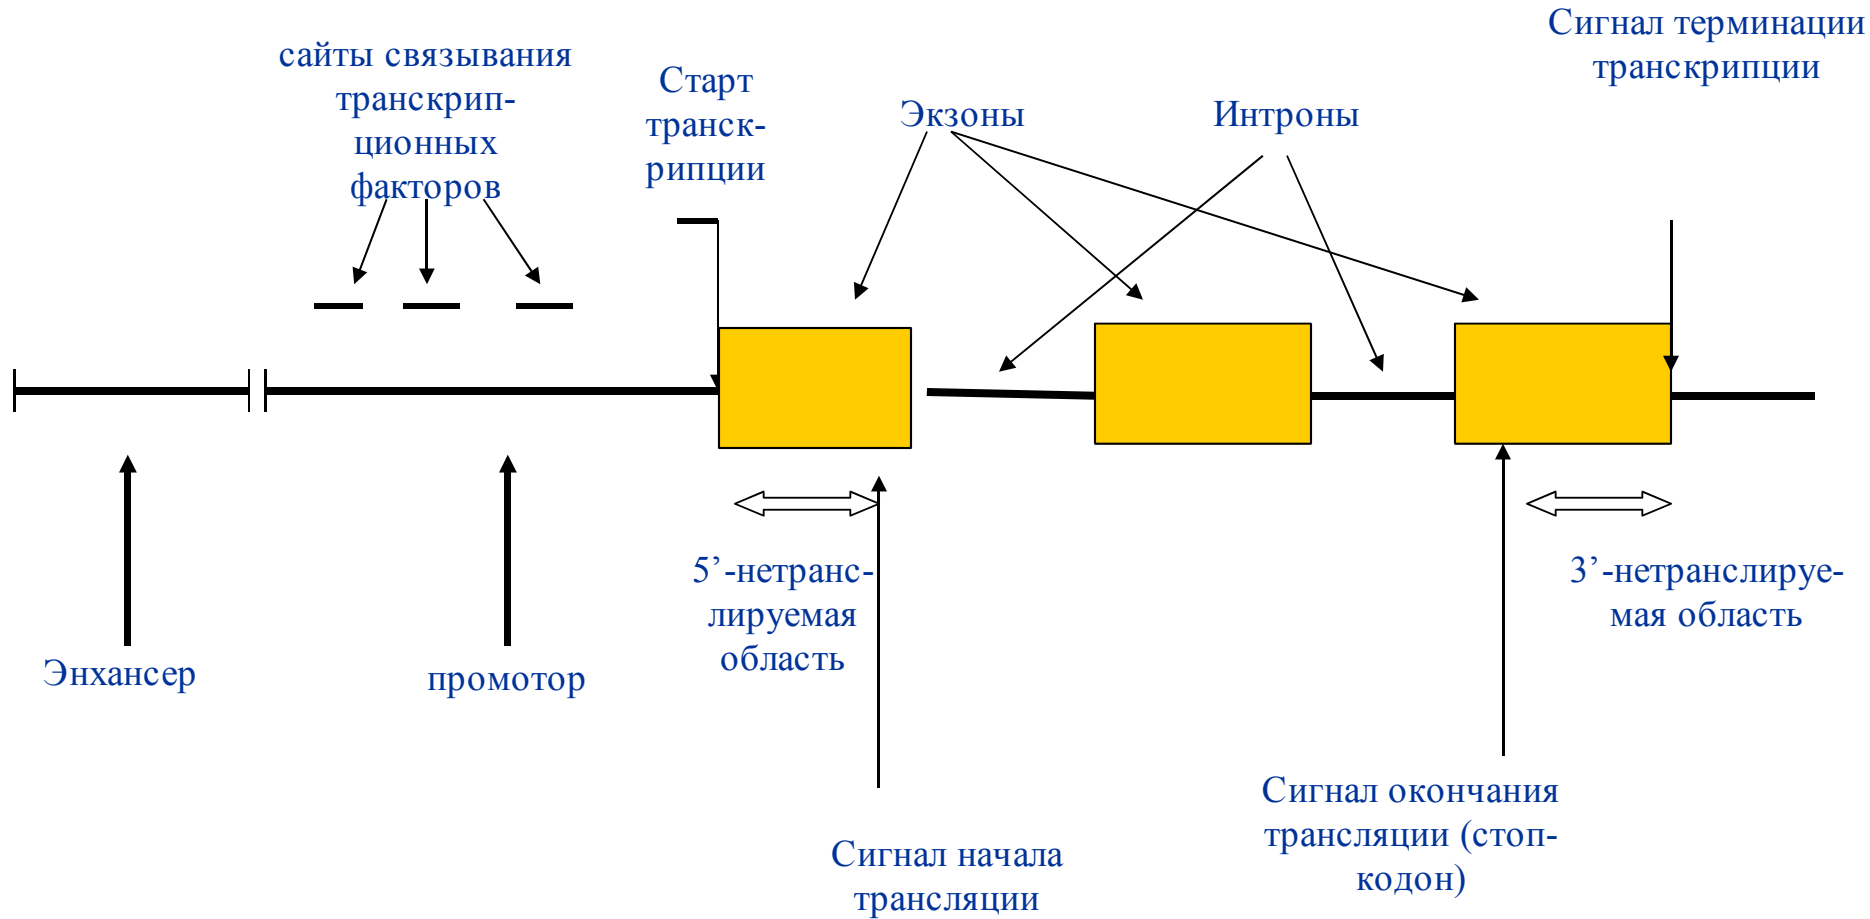 Сигнал терминации
транскрипции
сайты связывания
транскрип-
ционных
факторов
Старт
транск-
рипции
Экзоны
Интроны
5’-нетранс-
лируемая
область
3’-нетранслируе-
мая область
Энхансер
промотор
Сигнал начала
трансляции
Сигнал окончания
трансляции (стоп-
кодон)